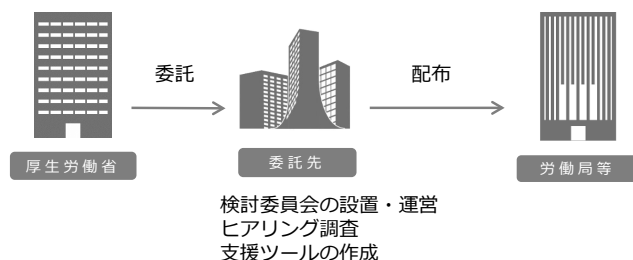 委託
配布
厚生労働省
委託先
労働局等
検討委員会の設置・運営
ヒアリング調査
支援ツールの作成